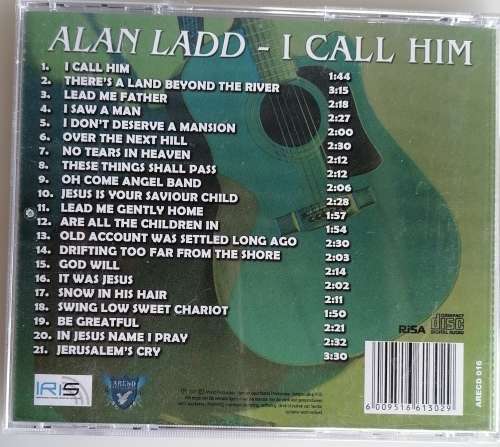 ALAN LADD - I CALL HIM
1. I CALL HIM 1:44
2. THERE'S A LAND BEYOND THE RIVER 3:15
3. LEAD ME FATHER 2:18
4. I SAW A MAN 2:27
5. I DON'T DESERVE A MANSION 2:00
6. OVER THE NEXT HILL 2:30
7. NO TEARS IN HEAVEN 2:12
8. THESE THINGS SHALL PASS 2:12
9. OH COME ANGEL BAND 2:06
10. JESUS IS YOUR SAVIOUR CHILD 2:28
11. LEAD ME GENTLY HOME 1:57
12. ARE ALL THE CHILDREN IN 1:54
13. OLD ACCOUNT WAS SETTLED LONG AGO 2:30
14. DRIFTING TOO FAR FROM THE SHORE 2:03
15. GOD WILL 2:14
16. IT WAS JESUS 2:02
17. SNOW IN HIS HAIR 2:11
18. SWING LOW SWEET CHARIOT 1:50
19. BE GREATFUL 2:21
20. IN JESUS NAME I PRAY 2:32
21. JERUSALEM'S CRY 3:30
IRIS
RiSA
COMPACT
disc
DIGITAL AUDIO
ARECD 016
6009516613029